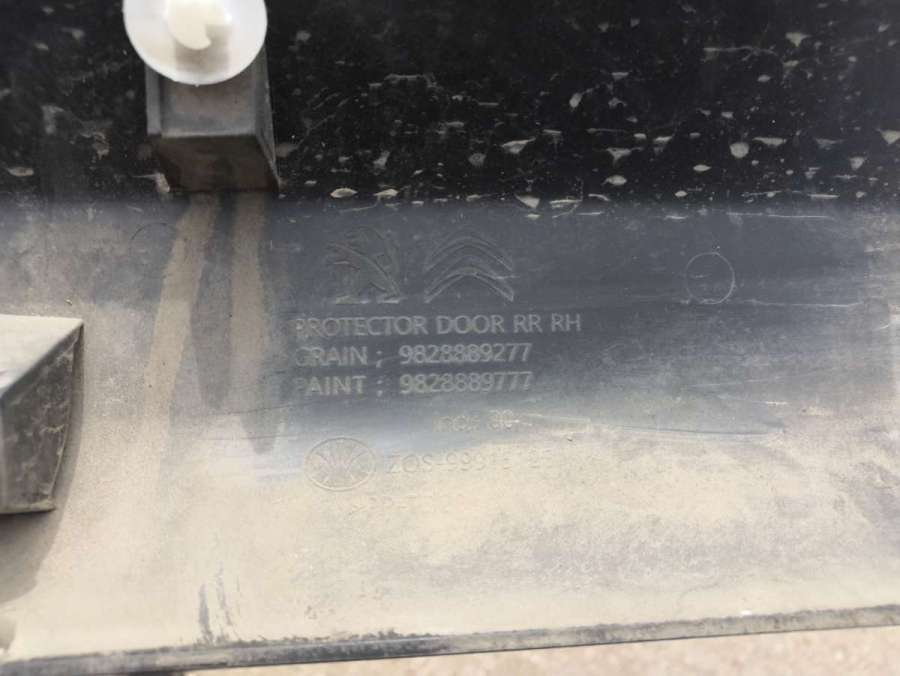 PROTECTOR DOOR RR RH
GRAIN ; 9828889277
PAINT ; 9828889777